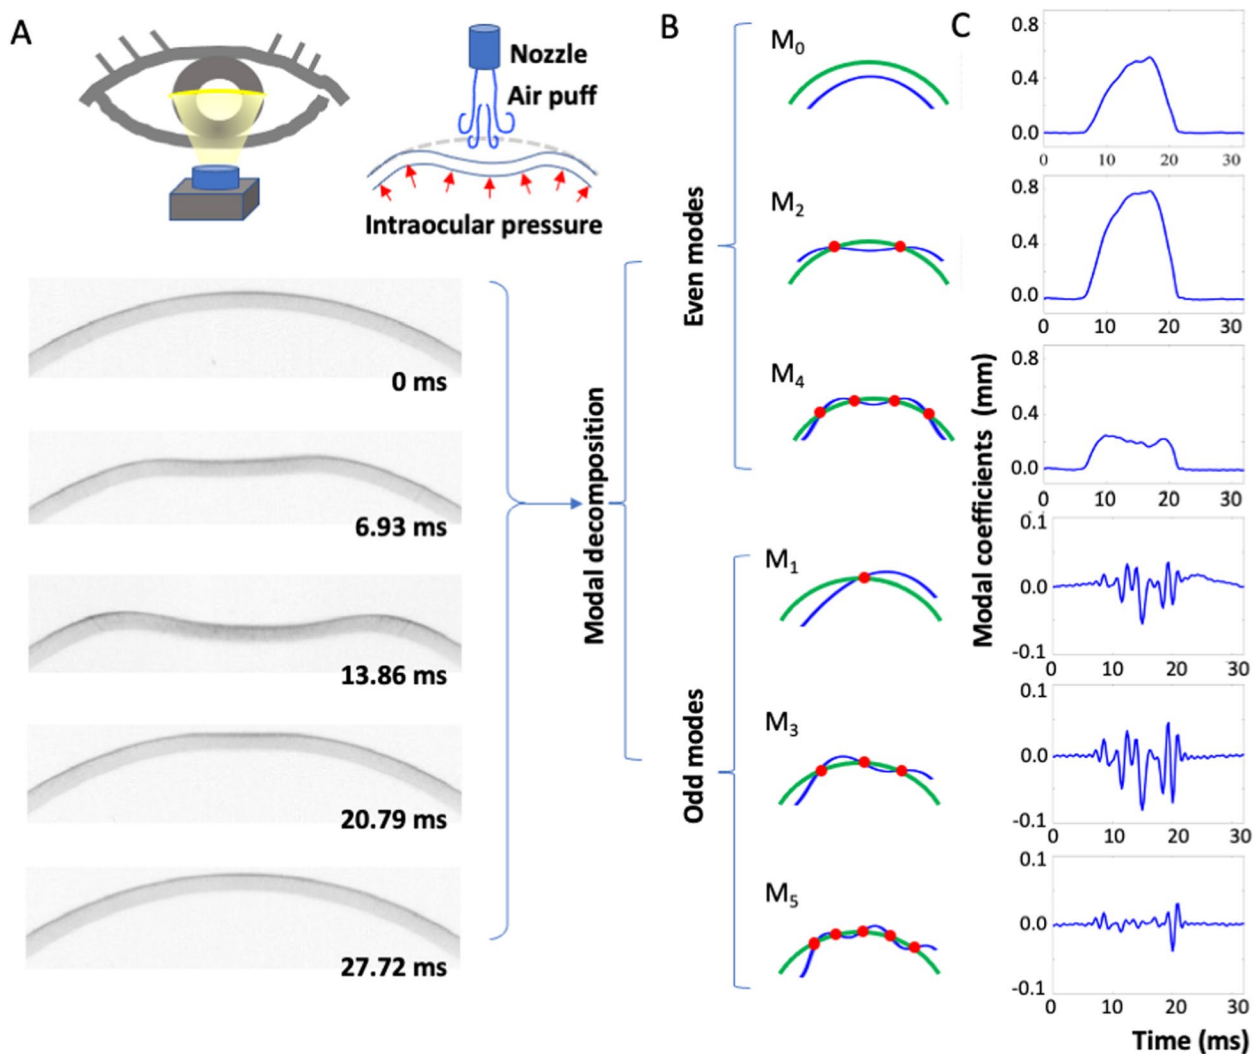 A
Nozzle
Air puff
Intraocular pressure
0 ms
6.93 ms
13.86 ms
20.79 ms
27.72 ms
Modal decomposition
B
Even modes
M0
M2
M4
Odd modes
M1
M3
M5
C
Modal coefficients (mm)
0.8
0.4
0.0
0 10 20 30
0.8
0.4
0.0
0 10 20 30
0.8
0.4
0.0
0 10 20 30
0.1
0.0
-0.1
0 10 20 30
0.1
0.0
-0.1
0 10 20 30
0.1
0.0
-0.1
0 10 20 30
Time (ms)